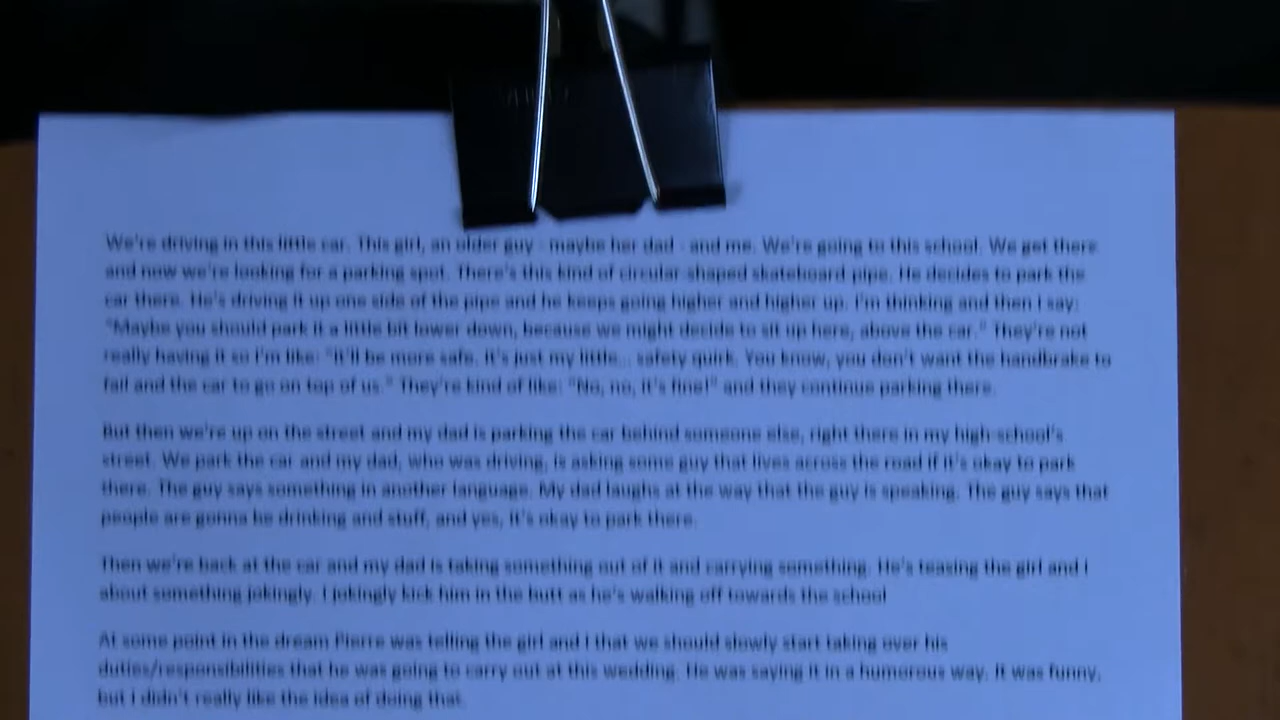 We're driving in this little car. This girl, an older guy - maybe her dad - and me. We're going to this school. We get there
and now we're looking for a parking spot. There's this kind of circular-shaped skateboard pipe. He decides to park the
car there. He's driving it up one side of the pipe and he keeps going higher and higher up. I'm thinking and then I say:
"Maybe you should park it a little bit lower down, because we might decide to sit up here, above the car." They're not
really having it so I'm like: "It'll be more safe. It's just my little... safety quirk. You know, you don't want the handbrake to
fail and the car to go on top of us." They're kind of like: "No, no, it's fine!" and they continue parking there.
But then we're up on the street and my dad is parking the car behind someone else, right there in my high-school's
street. We park the car and my dad, who was driving, is asking some guy that lives across the road if it's okay to park
there. The guy says something in another language. My dad laughs at the way that the guy is speaking. The guy says that
people are gonna be drinking and stuff, and yes, it's okay to park there.
Then we're back at the car and my dad is taking something out of it and carrying something. He's teasing the girl and I
about something jokingly. I jokingly kick him in the butt as he's walking off towards the school
At some point in the dream Pierre was telling the girl and I that we should slowly start taking over his
duties/responsibilities that he was going to carry out at this wedding. He was saying it in a humorous way. It was funny,
but I didn't really like the idea of doing that.